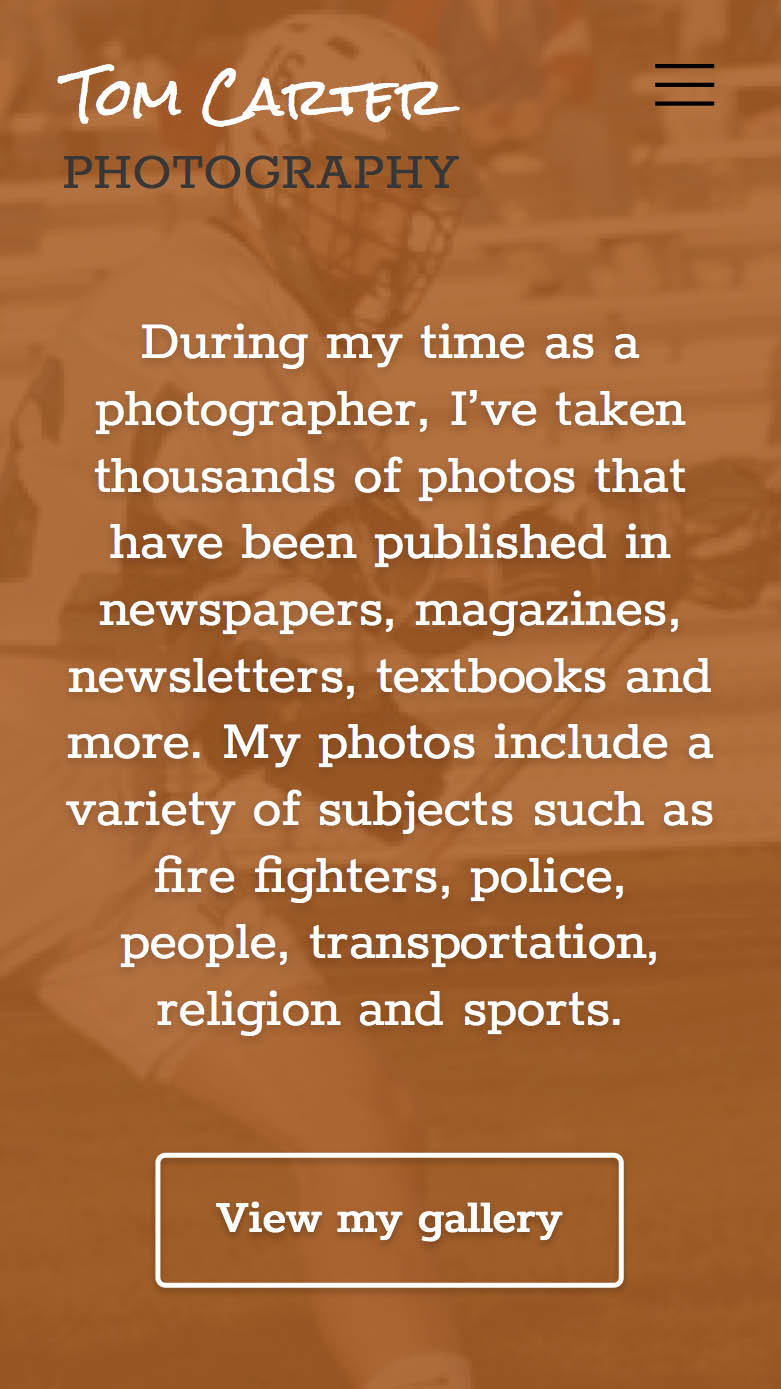 Tom Carter
PHOTOGRAPHY
During my time as a
photographer, I’ve taken
thousands of photos that
have been published in
newspapers, magazines,
newsletters, textbooks and
more. My photos include a
variety of subjects such as
fire fighters, police,
people, transportation,
religion and sports.
View my gallery